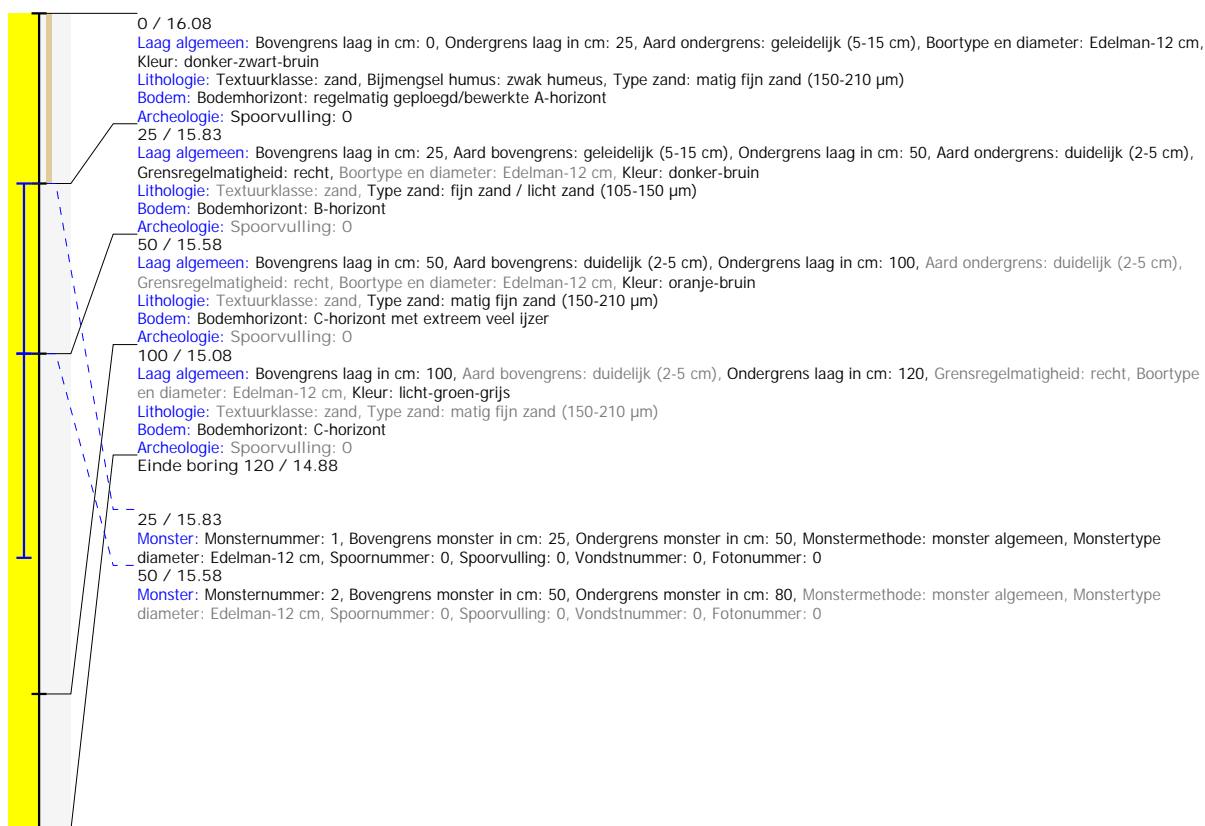 0 / 16.08
Laag algemeen: Bovengrens laag in cm: 0, Ondergrens laag in cm: 25, Aard ondergrens: geleidelijk (5-15 cm), Boortype en diameter: Edelman-12 cm,
Kleur: donker-zwart-bruin
Lithologie: Textuurklasse: zand, Bijmengsel humus: zwak humeus, Type zand: matig fijn zand (150-210 µm)
Bodem: Bodemhorizont: regelmatig geploegd/bewerkte A-horizont
Archeologie: Spoorvulling: 0
25 / 15.83
Laag algemeen: Bovengrens laag in cm: 25, Aard bovengrens: geleidelijk (5-15 cm), Ondergrens laag in cm: 50, Aard ondergrens: duidelijk (2-5 cm),
Grensregelmatigheid: recht, Boortype en diameter: Edelman-12 cm, Kleur: donker-bruin
Lithologie: Textuurklasse: zand, Type zand: fijn zand / licht zand (105-150 µm)
Bodem: Bodemhorizont: B-horizont
Archeologie: Spoorvulling: 0
50 / 15.58
Laag algemeen: Bovengrens laag in cm: 50, Aard bovengrens: duidelijk (2-5 cm), Ondergrens laag in cm: 100, Aard ondergrens: duidelijk (2-5 cm),
Grensregelmatigheid: recht, Boortype en diameter: Edelman-12 cm, Kleur: oranje-bruin
Lithologie: Textuurklasse: zand, Type zand: matig fijn zand (150-210 µm)
Bodem: Bodemhorizont: C-horizont met extreem veel ijzer
Archeologie: Spoorvulling: 0
100 / 15.08
Laag algemeen: Bovengrens laag in cm: 100, Aard bovengrens: duidelijk (2-5 cm), Ondergrens laag in cm: 120, Grensregelmatigheid: recht, Boortype
en diameter: Edelman-12 cm, Kleur: licht-groen-grijs
Lithologie: Textuurklasse: zand, Type zand: matig fijn zand (150-210 µm)
Bodem: Bodemhorizont: C-horizont
Archeologie: Spoorvulling: 0
Einde boring 120 / 14.88
25 / 15.83
Monster: Monsternummer: 1, Bovengrens monster in cm: 25, Ondergrens monster in cm: 50, Monstermethode: monster algemeen, Monstertype
diameter: Edelman-12 cm, Spoornummer: 0, Spoorvulling: 0, Vondstnummer: 0, Fotonummer: 0
50 / 15.58
Monster: Monsternummer: 2, Bovengrens monster in cm: 50, Ondergrens monster in cm: 80, Monstermethode: monster algemeen, Monstertype
diameter: Edelman-12 cm, Spoornummer: 0, Spoorvulling: 0, Vondstnummer: 0, Fotonummer: 0